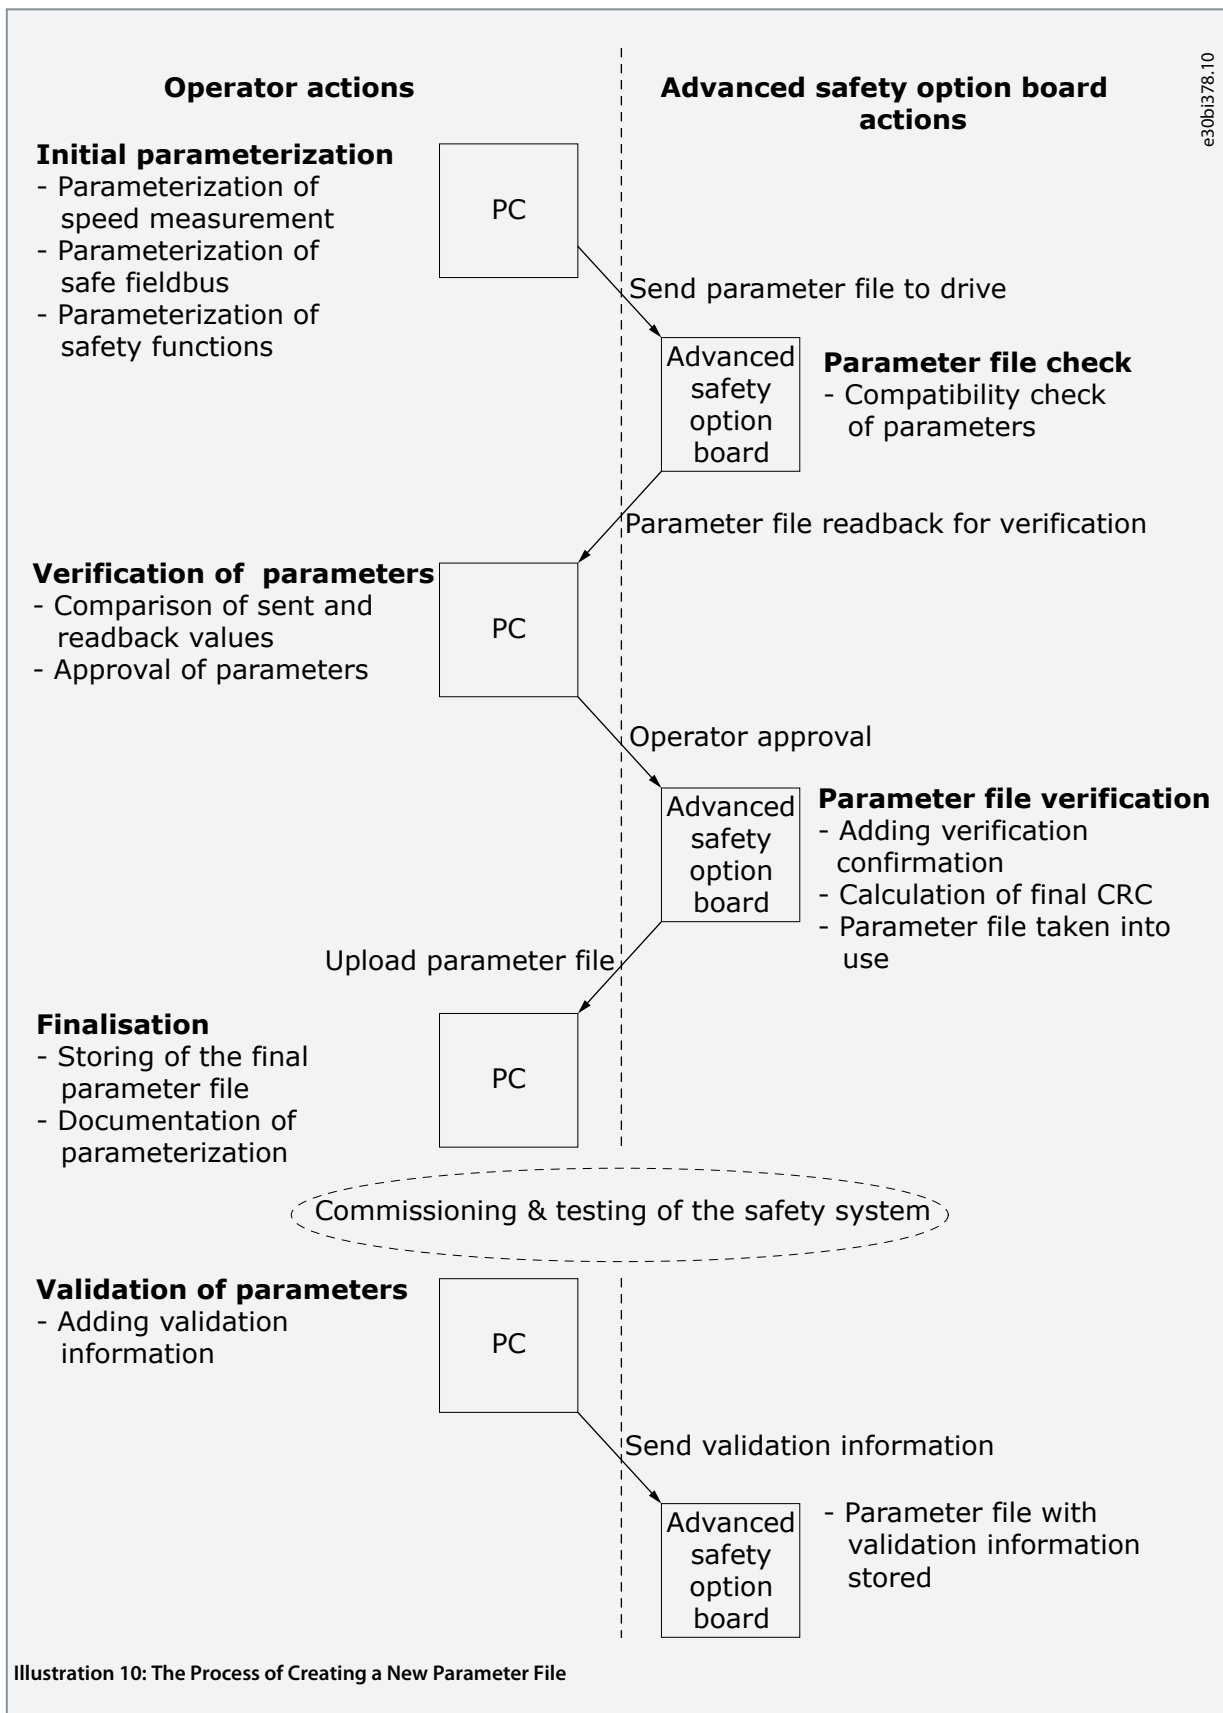 Operator actions
Advanced safety option board
actions
e30bi378.10
Initial parameterization
- Parameterization of
speed measurement
- Parameterization of
safe fieldbus
- Parameterization of
safety functions
PC
Send parameter file to drive
Advanced
safety
option
board
Parameter file check
- Compatibility check
of parameters
Parameter file readback for verification
Verification of  parameters
- Comparison of sent and
readback values
- Approval of parameters
PC
Operator approval
Advanced
safety
option
board
Parameter file verification
- Adding verification
confirmation
- Calculation of final CRC
- Parameter file taken into
use
Upload parameter file
Finalisation
- Storing of the final
parameter file
- Documentation of
parameterization
PC
Commissioning & testing of the safety system
Validation of parameters
- Adding validation
information
PC
Send validation information
Advanced
safety
option
board
- Parameter file with
validation information
stored
Illustration 10: The Process of Creating a New Parameter File